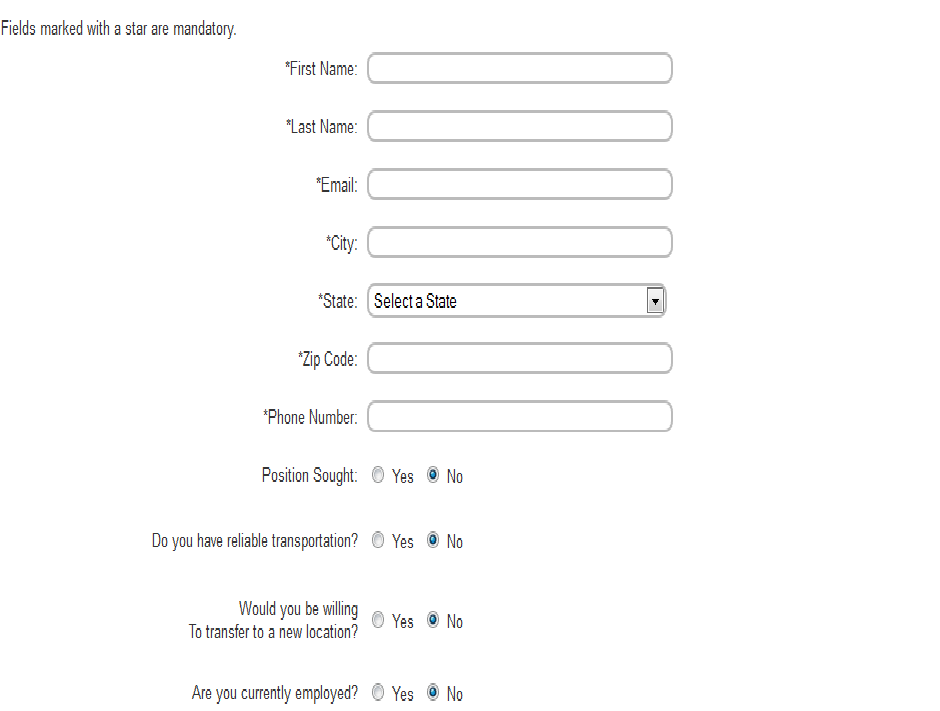 Fields marked with a star are mandatory.
*First Name:
*Last Name:
*Email:
*City:
*State: Select a State
*Zip Code:
*Phone Number:
Position Sought: Yes No
Do you have reliable transportation? Yes No
Would you be willing
To transfer to a new location? Yes No
Are you currently employed? Yes No